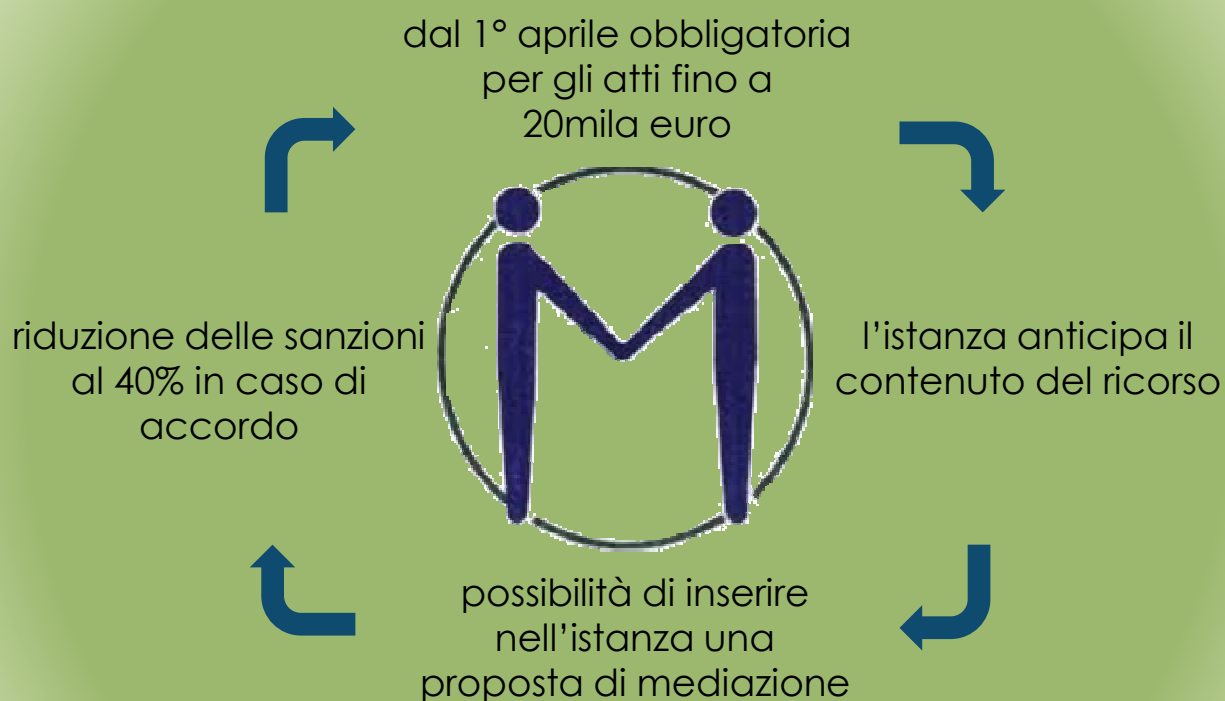 dal 1° aprile obbligatoria
per gli atti fino a
20mila euro
l’istanza anticipa il
contenuto del ricorso
possibilità di inserire
nell’istanza una
proposta di mediazione
riduzione delle sanzioni
al 40% in caso di
accordo